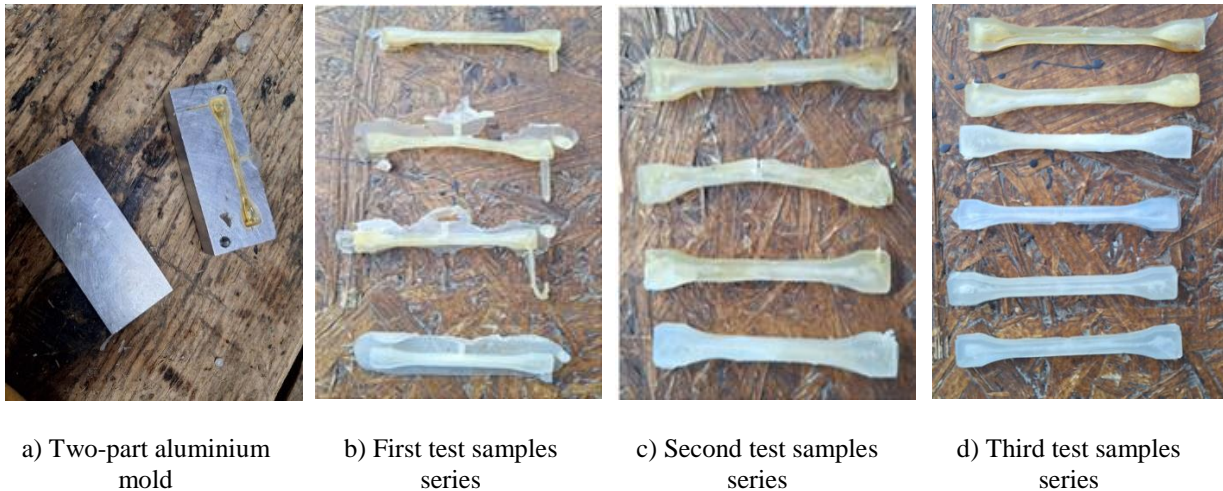 a) Two-part aluminium
mold
b) First test samples
series
c) Second test samples
series
d) Third test samples
series